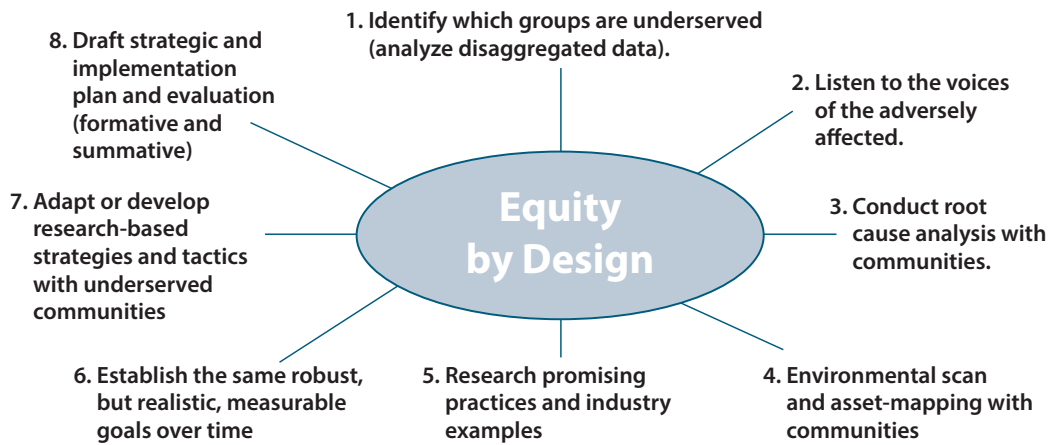 1. Identify which groups are underserved
(analyze disaggregated data).
2. Listen to the voices
of the adversely
affected.
3. Conduct root
cause analysis with
communities.
4. Environmental scan
and asset-mapping with
communities
5. Research promising
practices and industry
examples
6. Establish the same robust,
but realistic, measurable
goals over time
7. Adapt or develop
research-based
strategies and tactics
with underserved
communities
8. Draft strategic and
implementation
plan and evaluation
(formative and
summative)
Equity
by Design